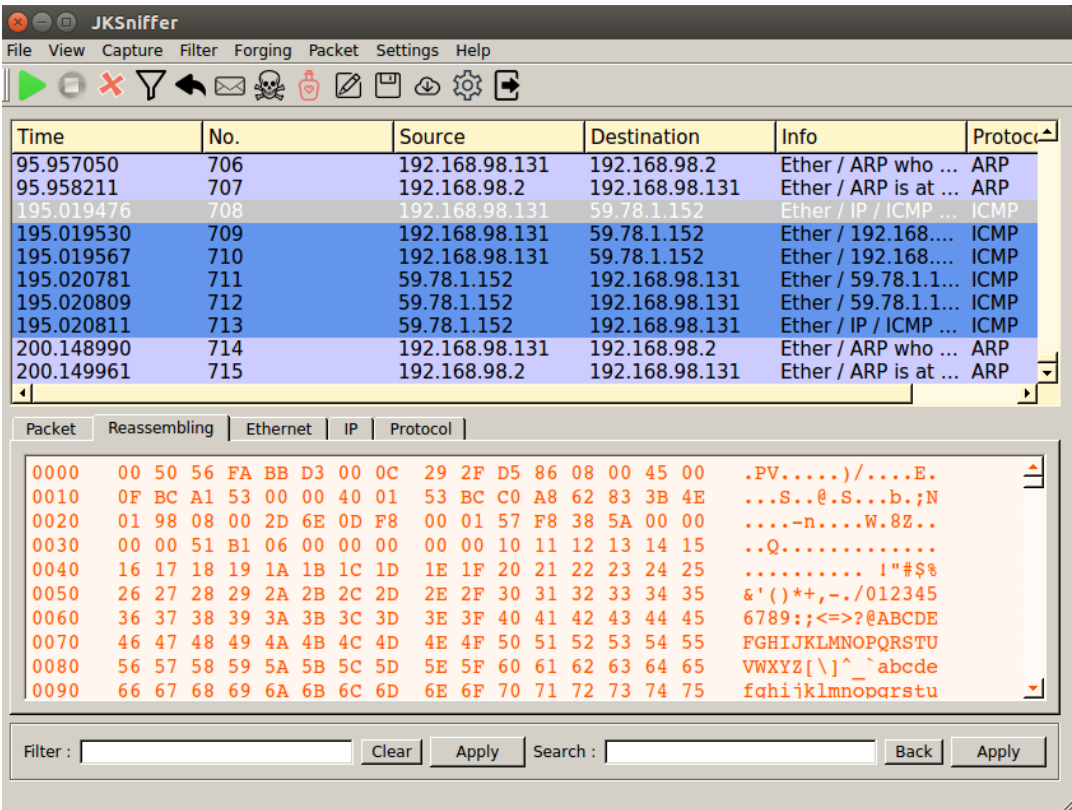 JKSniffer
File View Capture Filter Forging Packet Settings Help
Time No. Source Destination Info Protoco
95.957050 706 192.168.98.131 192.168.98.2 Ether / ARP who ... ARP
95.958211 707 192.168.98.2 192.168.98.131 Ether / ARP is at ... ARP
195.019476 708 192.168.98.131 59.78.1.152 Ether / IP / ICMP ... ICMP
195.019530 709 192.168.98.131 59.78.1.152 Ether / 192.168.... ICMP
195.019567 710 192.168.98.131 59.78.1.152 Ether / 192.168.... ICMP
195.020781 711 59.78.1.152 192.168.98.131 Ether / 59.78.1.1... ICMP
195.020809 712 59.78.1.152 192.168.98.131 Ether / 59.78.1.1... ICMP
195.020811 713 59.78.1.152 192.168.98.131 Ether / IP / ICMP ... ICMP
200.148990 714 192.168.98.131 192.168.98.2 Ether / ARP who ... ARP
200.149961 715 192.168.98.2 192.168.98.131 Ether / ARP is at ... ARP
Packet Reassembling Ethernet IP Protocol
0000 00 50 56 FA BB D3 00 0C 29 2F D5 86 08 00 45 00 .PV.....)/....E.
0010 0F BC A1 53 00 00 40 01 53 BC C0 A8 62 83 3B 4E ...S..@.S...b.;N
0020 01 98 08 00 2D 6E 0D F8 00 01 57 F8 38 5A 00 00 ....-n....W.8Z..
0030 00 00 51 B1 06 00 00 00 00 00 10 11 12 13 14 15 ..Q.............
0040 16 17 18 19 1A 1B 1C 1D 1E 1F 20 21 22 23 24 25 .......... !"#$%
0050 26 27 28 29 2A 2B 2C 2D 2E 2F 30 31 32 33 34 35 &'()*+,-./012345
0060 36 37 38 39 3A 3B 3C 3D 3E 3F 40 41 42 43 44 45 6789:;<=>?@ABCDE
0070 46 47 48 49 4A 4B 4C 4D 4E 4F 50 51 52 53 54 55 FGHIJKLMNOPQRSTU
0080 56 57 58 59 5A 5B 5C 5D 5E 5F 60 61 62 63 64 65 VWXYZ[\]^_`abcde
0090 66 67 68 69 6A 6B 6C 6D 6E 6F 70 71 72 73 74 75 fghijklmnopqrstu
Filter : Clear Apply Search : Back Apply